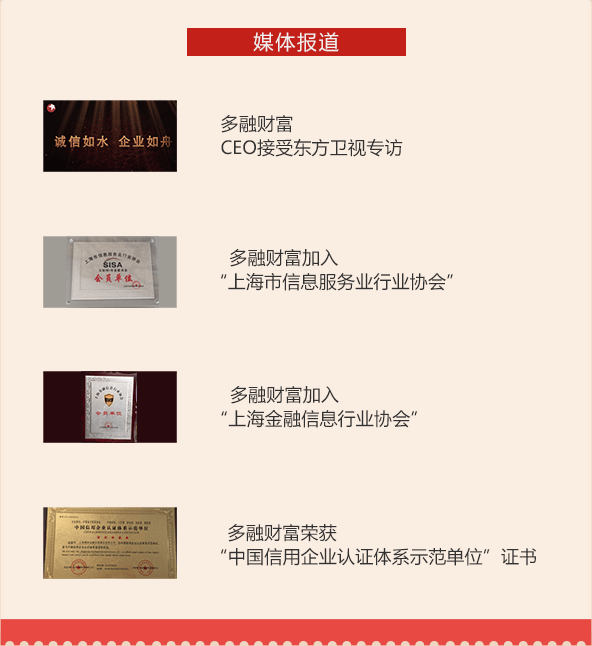 媒体报道
诚信如水 企业如舟
多融财富
CEO接受东方卫视专访
上海市信息服务业行业协会
SISA
会员单位
多融财富加入
“上海市信息服务业行业协会”
会员单位
多融财富加入
“上海金融信息行业协会”
中国信用企业认证体系示范单位
多融财富荣获
“中国信用企业认证体系示范单位”证书